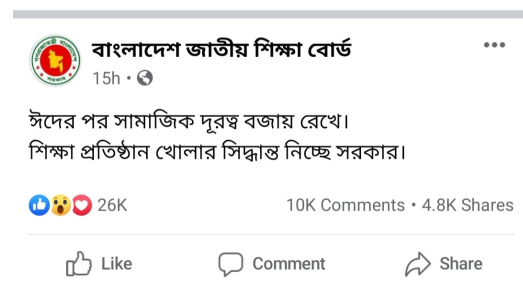 বাংলাদেশ জাতীয় শিক্ষা বোর্ড
15h
ঈদের পর সামাজিক দূরত্ব বজায় রেখে।
শিক্ষা প্রতিষ্ঠান খোলার সিদ্ধান্ত নিচ্ছে সরকার।
26K 10K Comments • 4.8K Shares
Like Comment Share